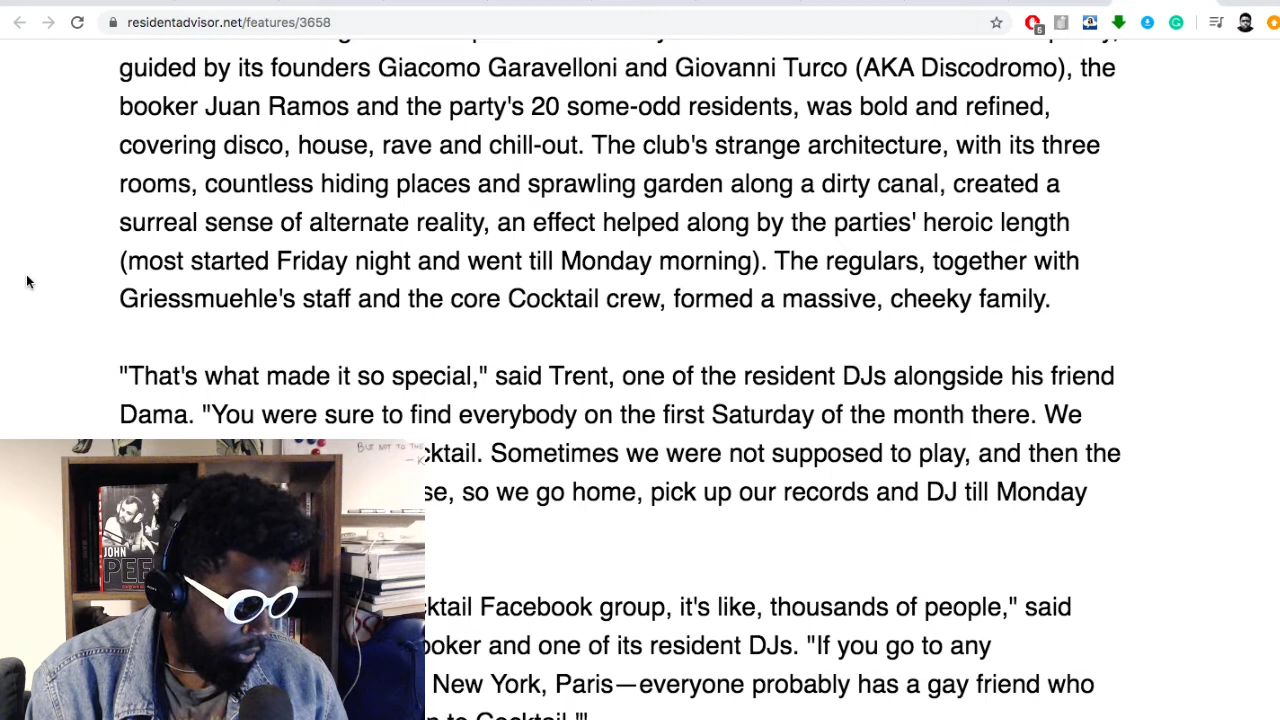 residentadvisor.net/features/3658
5
guided by its founders Giacomo Garavelloni and Giovanni Turco (AKA Discodromo), the
booker Juan Ramos and the party's 20 some-odd residents, was bold and refined,
covering disco, house, rave and chill-out. The club's strange architecture, with its three
rooms, countless hiding places and sprawling garden along a dirty canal, created a
surreal sense of alternate reality, an effect helped along by the parties' heroic length
(most started Friday night and went till Monday morning). The regulars, together with
Griessmuehle's staff and the core Cocktail crew, formed a massive, cheeky family.
"That's what made it so special," said Trent, one of the resident DJs alongside his friend
Dama. "You were sure to find everybody on the first Saturday of the month there. We
cktail. Sometimes we were not supposed to play, and then the
se, so we go home, pick up our records and DJ till Monday
cktail Facebook group, it's like, thousands of people," said
ooker and one of its resident DJs. "If you go to any
New York, Paris—everyone probably has a gay friend who
n to Cocktail.'"
BUT NOT TO THE
- K
JOHN
PEE